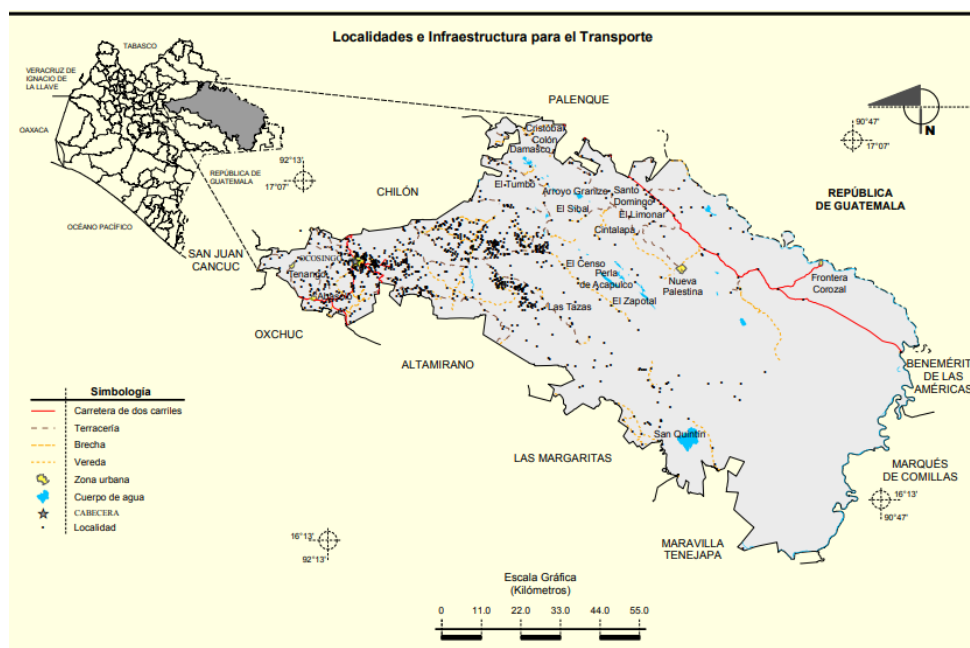 Localidades e Infraestructura para el Transporte
TABASCO
VERACRUZ DE
IGNACIO DE
LA LLAVE
OAXACA
REPÚBLICA DE
GUATEMALA
OCÉANO PACÍFICO
92°13'
17°07'
PALENQUE
N
90°47'
17°07'
REPÚBLICA
DE GUATEMALA
CHILÓN
SAN JUAN
CANCUC
OXCHUC
ALTAMIRANO
LAS MARGARITAS
MARAVILLA
TENEJAPA
BENEMÉRIT
DE LAS
AMÉRICAS
MARQUÉS
DE COMILLAS
16°13'
90°47'
16°13'
92°13'
Cristóbal
Colón
Damasco
El Tumbo
Arroyo Granizo
Santo
Domingo
El Sibal
El Limonar
Cintalapa
OCOSINGO
Tenango
El Censo
Perla
de Acapulco
El Zapotal
Nueva
Palestina
Frontera
Corozal
Las Tazas
San Quintín
Simbología
Carretera de dos carriles
Terracería
Brecha
Vereda
Zona urbana
Cuerpo de agua
CABECERA
Localidad
Escala Gráfica
(Kilómetros)
0 11.0 22.0 33.0 44.0 55.0